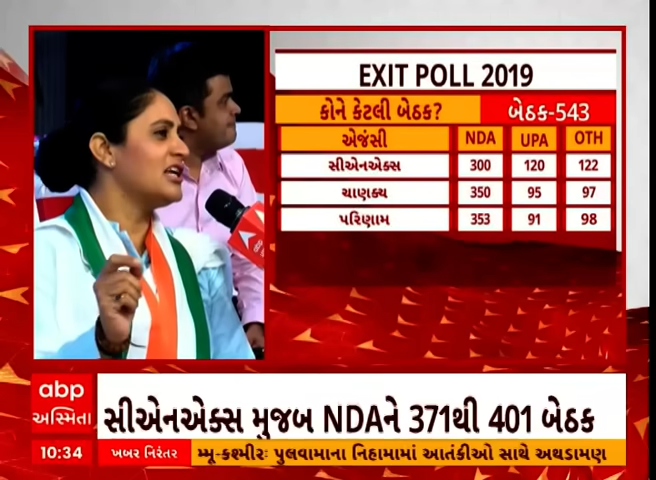 EXIT POLL 2019
કોને કેટલી બેઠક? બેઠક-543
એજંસી NDA UPA OTH
સીએનએક્સ 300 120 122
ચાણક્ય 350 95 97
પરિણામ 353 91 98
abp
અસ્મિતા
સીએનએક્સ મુજબ NDAને 371થી 401 બેઠક
10:34 ખબર નિરંતર મ્મૂ-કશ્મીરઃ પુલવામાના નિહામામાં આતંકીઓ સાથે અથડામણ